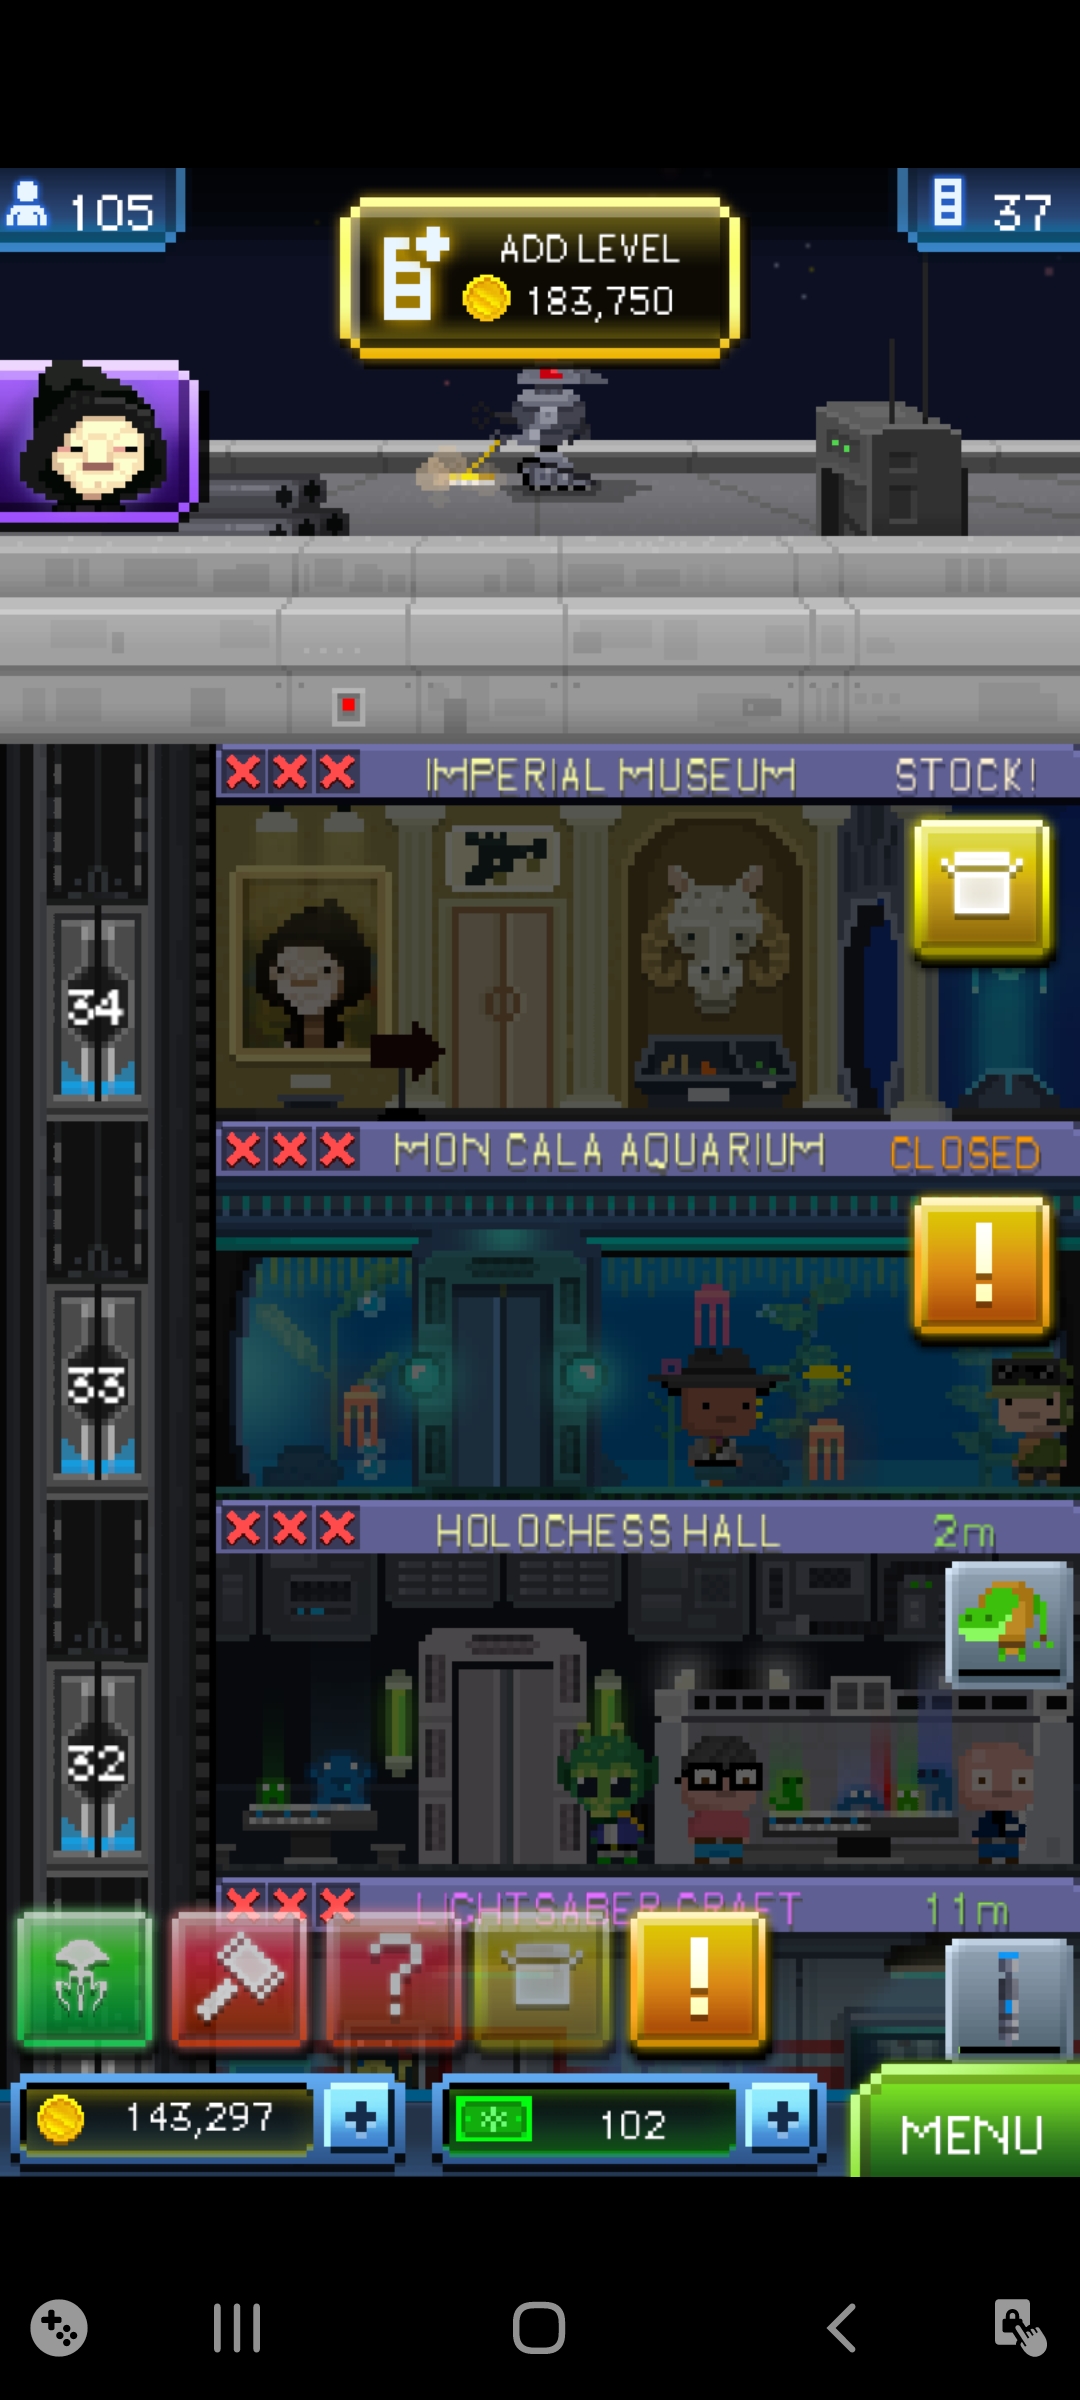 105
ADD LEVEL
183,750
37
IMPERIAL MUSEUM STOCK!
34
MON CALA AQUARIUM CLOSED
!
33
HOLOCHESS HALL 2m
32
LIGHTSABER CRAFT 11m
? !
143,297 + 102 + MENU